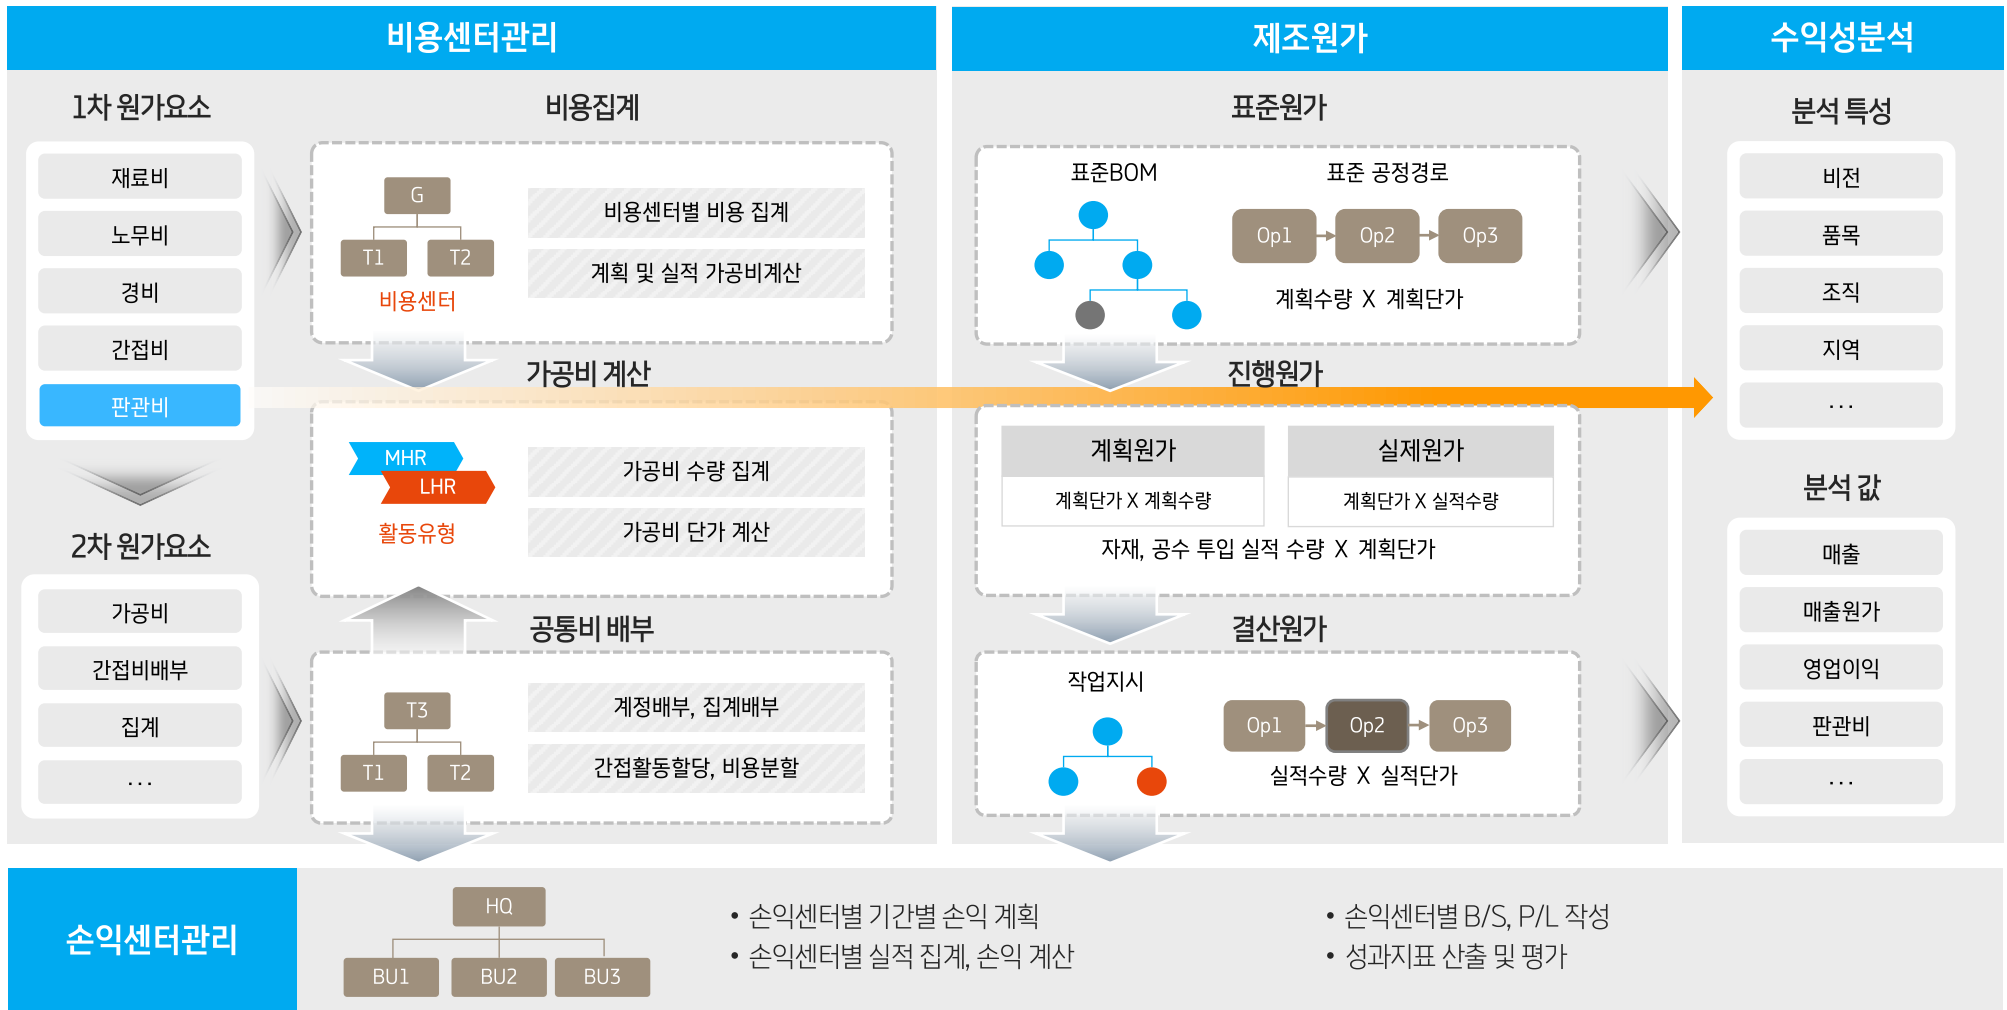 비용센터관리
1차 원가요소
재료비
노무비
경비
간접비
판관비
2차 원가요소
가공비
간접비배부
집계
...
비용집계
G
T1 T2
비용센터
비용센터별 비용 집계
계획 및 실적 가공비계산
가공비 계산
MHR
LHR
활동유형
가공비 수량 집계
가공비 단가 계산
공통비 배부
T3
T1 T2
계정배부, 집계배부
간접활동할당, 비용분할
제조원가
표준원가
표준BOM
표준 공정경로
Op1 Op2 Op3
계획수량 X 계획단가
진행원가
계획원가
계획단가 X 계획수량
실제원가
계획단가 X 실적수량
자재, 공수 투입 실적 수량 X 계획단가
결산원가
작업지시
Op1 Op2 Op3
실적수량 X 실적단가
수익성분석
분석 특성
비전
품목
조직
지역
...
분석 값
매출
매출원가
영업이익
판관비
...
손익센터관리
HQ
BU1 BU2 BU3
• 손익센터별 기간별 손익 계획
• 손익센터별 실적 집계, 손익 계산
• 손익센터별 B/S, P/L 작성
• 성과지표 산출 및 평가